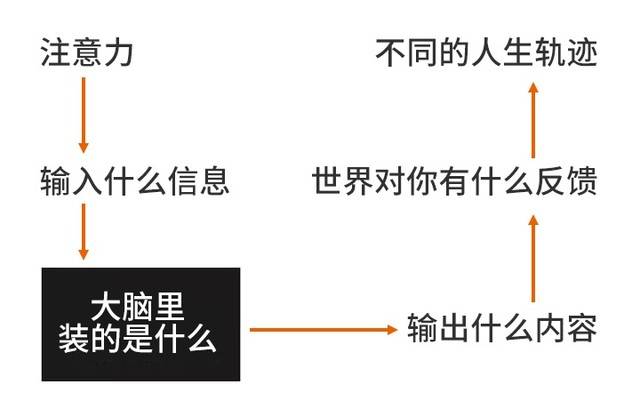 注意力
输入什么信息
大脑里
装的是什么
输出什么内容
世界对你有什么反馈
不同的人生轨迹